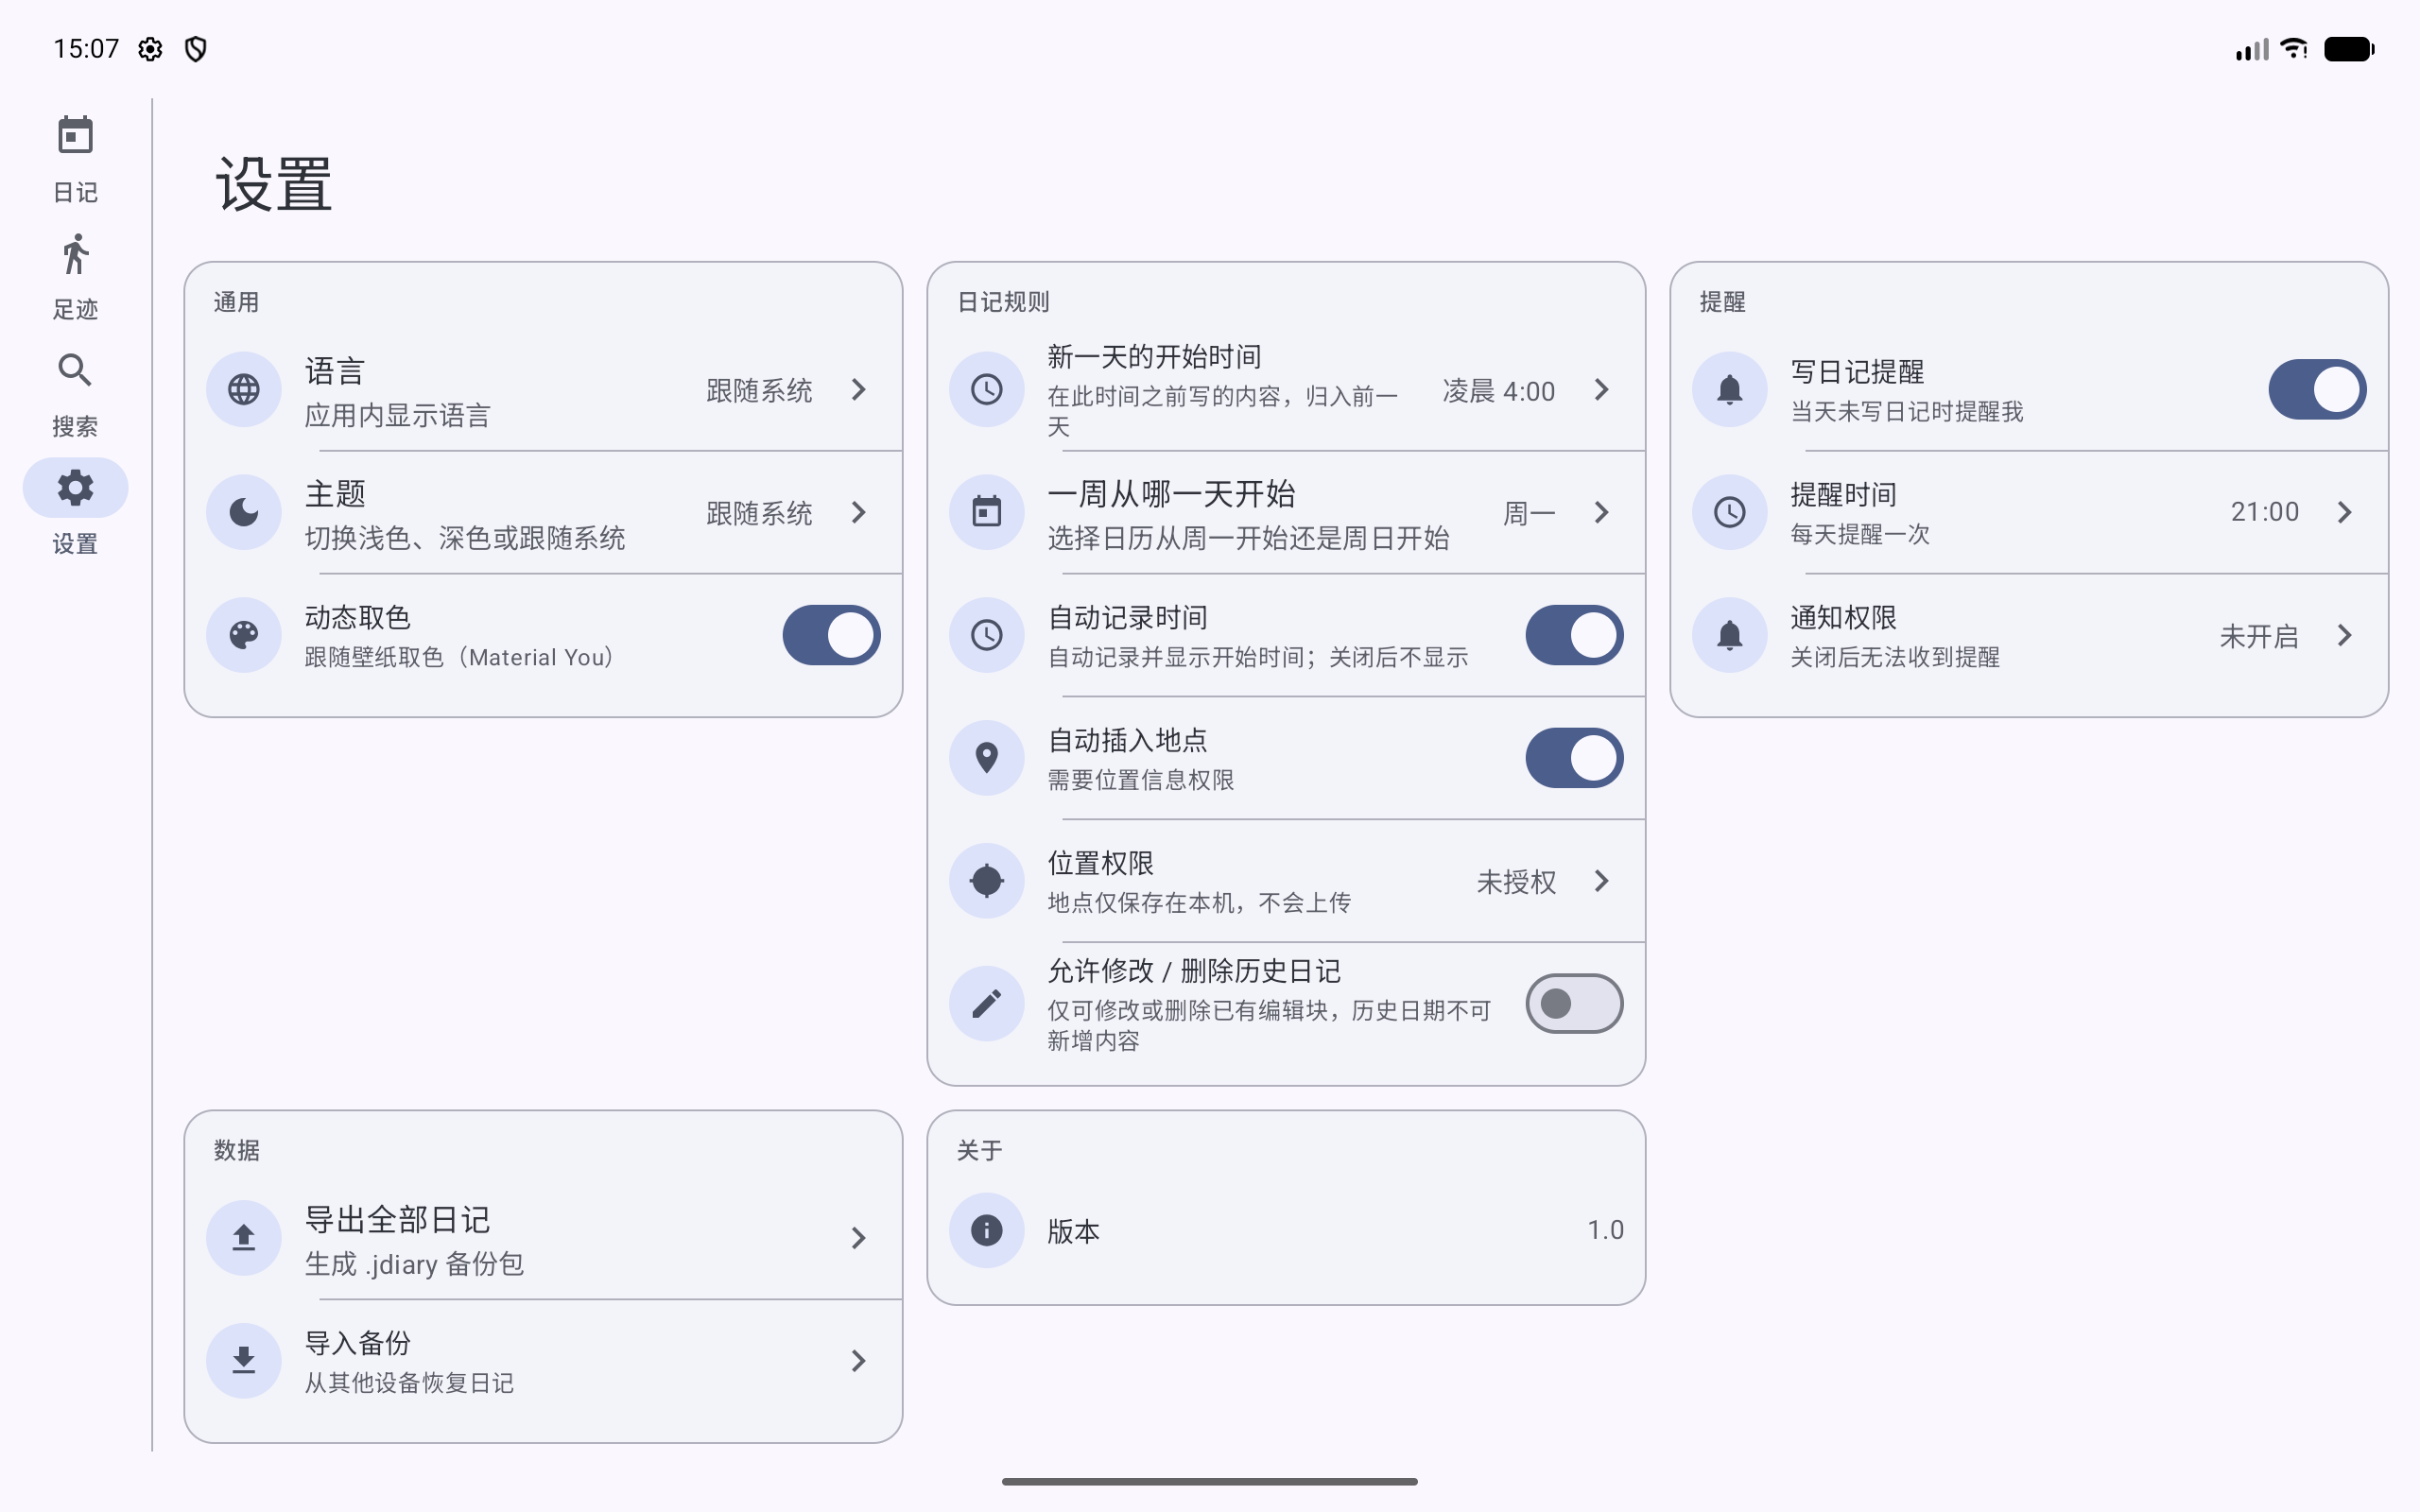 15:07
日记
足迹
搜索
设置
设置
通用
语言
应用内显示语言
跟随系统
主题
切换浅色、深色或跟随系统
跟随系统
动态取色
跟随壁纸取色（Material You）
日记规则
新一天的开始时间
在此时间之前写的内容，归入前一
天
凌晨 4:00
一周从哪一天开始
选择日历从周一开始还是周日开始
周一
自动记录时间
自动记录并显示开始时间；关闭后不显示
自动插入地点
需要位置信息权限
位置权限
地点仅保存在本机，不会上传
未授权
允许修改 / 删除历史日记
仅可修改或删除已有编辑块，历史日期不可
新增内容
提醒
写日记提醒
当天未写日记时提醒我
提醒时间
每天提醒一次
21:00
通知权限
关闭后无法收到提醒
未开启
数据
导出全部日记
生成 .jdiary 备份包
导入备份
从其他设备恢复日记
关于
版本
1.0